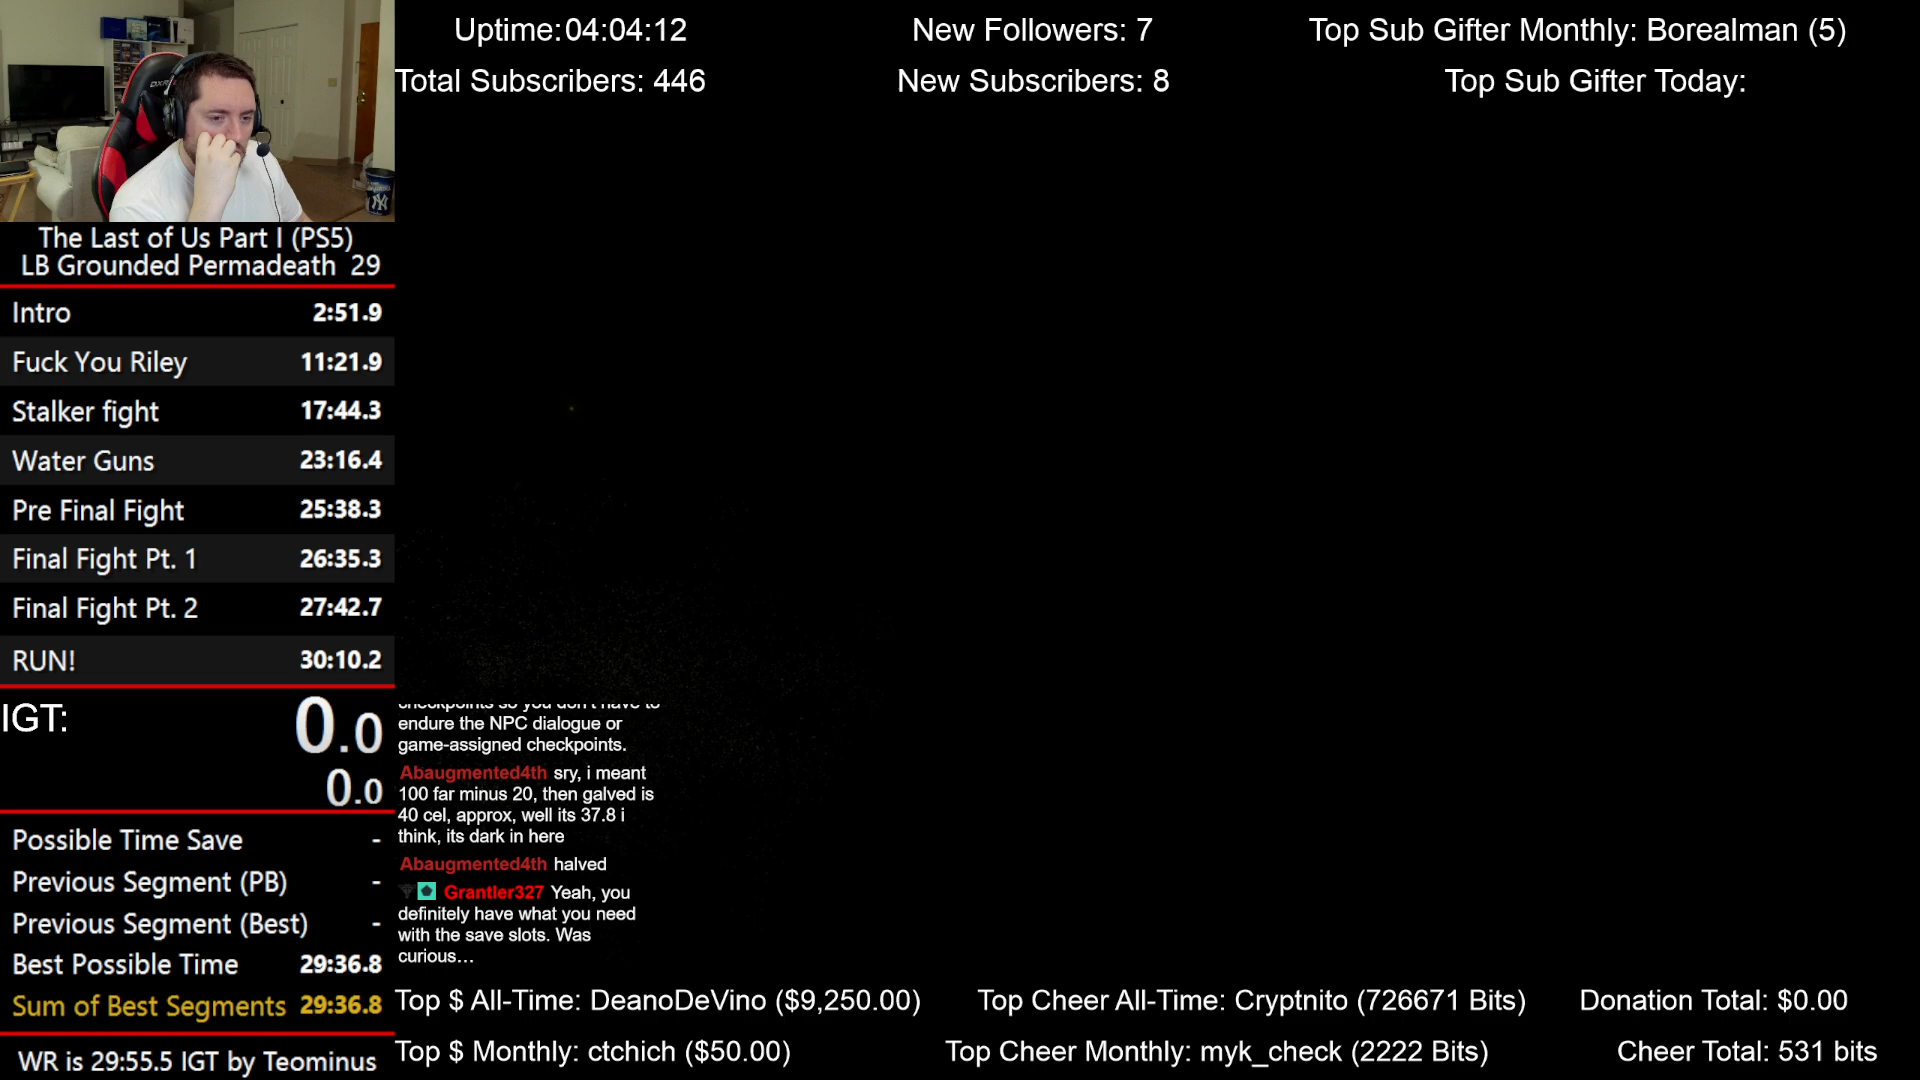 Uptime:04:04:12
New Followers: 7
Top Sub Gifter Monthly: Borealman (5)
Total Subscribers: 446
New Subscribers: 8
Top Sub Gifter Today:
The Last of Us Part I (PS5)
LB Grounded Permadeath 29
Intro 2:51.9
Fuck You Riley 11:21.9
Stalker fight 17:44.3
Water Guns 23:16.4
Pre Final Fight 25:38.3
Final Fight Pt. 1 26:35.3
Final Fight Pt. 2 27:42.7
RUN! 30:10.2
IGT: 0.0
0.0
Possible Time Save -
Previous Segment (PB) -
Previous Segment (Best) -
Best Possible Time 29:36.8
Sum of Best Segments 29:36.8
WR is 29:55.5 IGT by Teominus
checkpoints so you don't have to
endure the NPC dialogue or
game-assigned checkpoints.
Abaugmented4th sry, i meant
100 far minus 20, then galved is
40 cel, approx, well its 37.8 i
think, its dark in here
Abaugmented4th halved
Grantler327 Yeah, you
definitely have what you need
with the save slots. Was
curious…
Top $ All-Time: DeanoDeVino ($9,250.00)
Top Cheer All-Time: Cryptnito (726671 Bits)
Donation Total: $0.00
Top $ Monthly: ctchich ($50.00)
Top Cheer Monthly: myk_check (2222 Bits)
Cheer Total: 531 bits